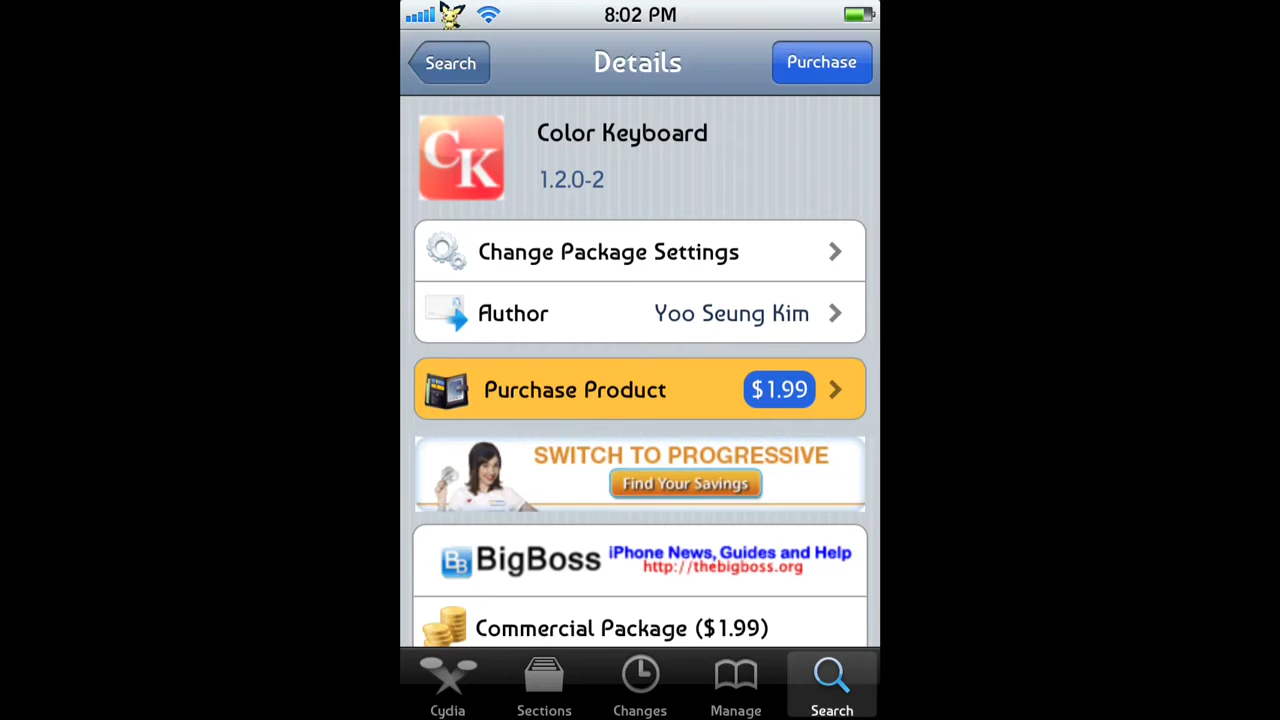 8:02 PM
Search
Details
Purchase
CK
Color Keyboard
1.2.0-2
Change Package Settings
Author Yoo Seung Kim
Purchase Product $1.99
SWITCH TO PROGRESSIVE
Find Your Savings
BB BigBoss iPhone News, Guides and Help
http://thebigboss.org
Commercial Package ($1.99)
Cydia Sections Changes Manage Search